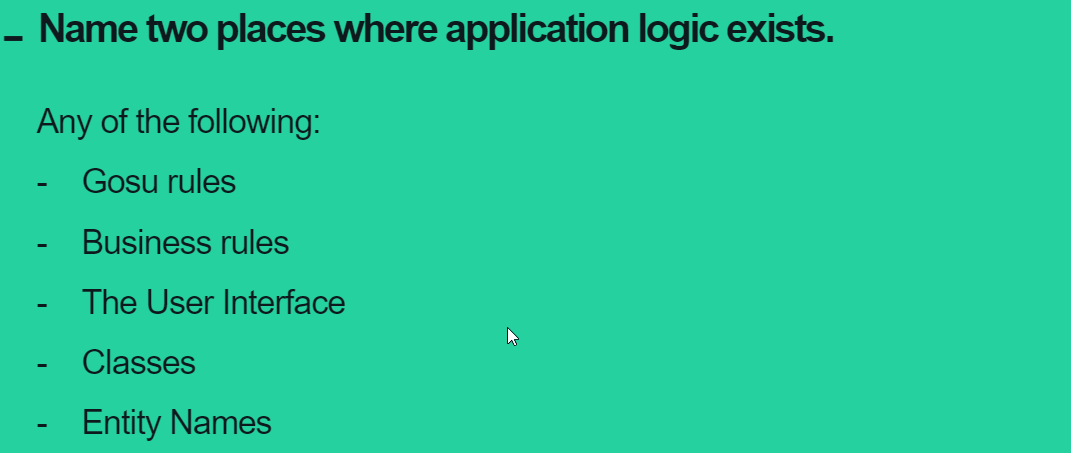 - Name two places where application logic exists.
Any of the following:
- Gosu rules
- Business rules
- The User Interface
- Classes
- Entity Names